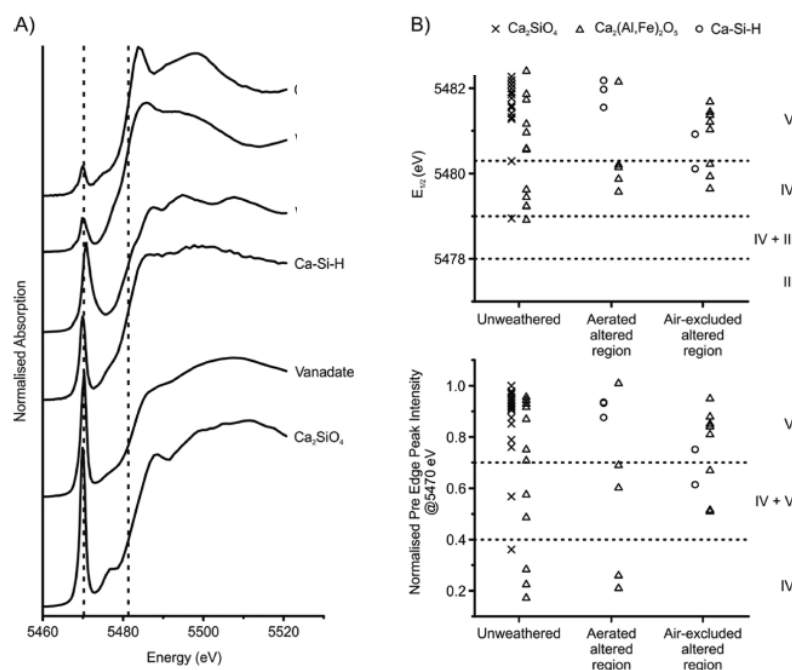 A)
Ca-Si-H
Vanadate
Ca₂SiO₄
Normalised Absorption
5460 5480 5500 5520
Energy (eV)
B)
× Ca₂SiO₄ △ Ca₂(Al,Fe)₂O₅ ○ Ca-Si-H
5482
5480
5478
E₁/₂ (eV)
V
IV
IV + II
II
Unweathered
Aerated altered region
Air-excluded altered region
1.0
0.8
0.6
0.4
0.2
Normalised Pre Edge Peak Intensity
@5470 eV
V
IV + V
IV
Unweathered
Aerated altered region
Air-excluded altered region